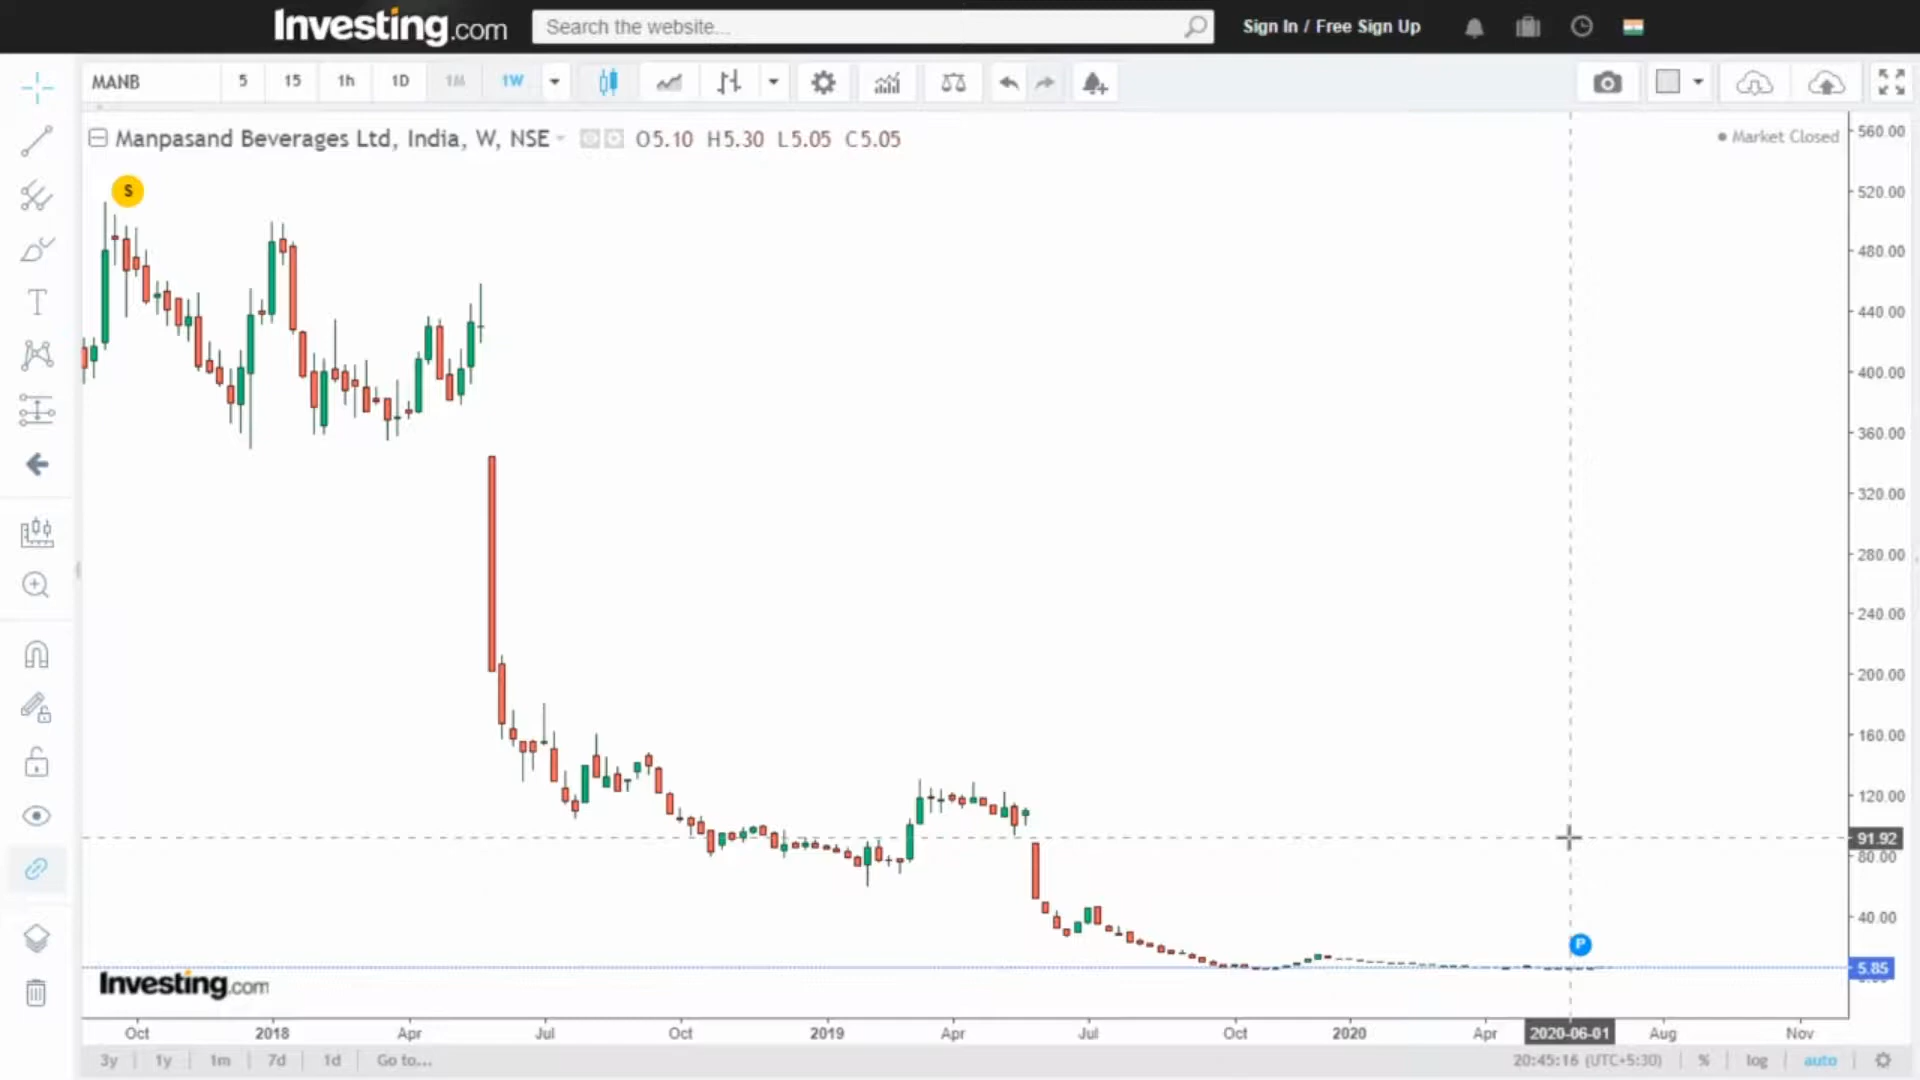 Investing.com
Search the website...
Sign In / Free Sign Up
MANB 5 15 1h 1D 1M 1W
Manpasand Beverages Ltd, India, W, NSE O5.10 H5.30 L5.05 C5.05
Market Closed
S
560.00
520.00
480.00
440.00
400.00
360.00
320.00
280.00
240.00
200.00
160.00
120.00
91.92
80.00
40.00
P
5.85
Investing.com
Oct 2018 Apr Jul Oct 2019 Apr Jul Oct 2020 Apr 2020-06-01 Aug Nov
3y 1y 1m 7d 1d Go to... 20:45:16 (UTC+5:30) % log auto